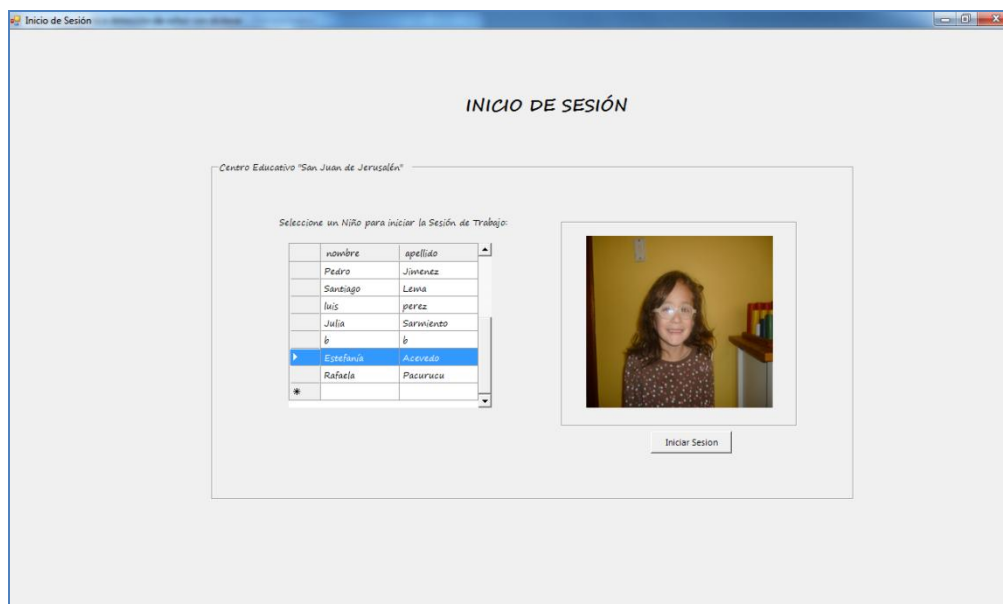 Inicio de Sesión
INICIO DE SESIÓN
Centro Educativo "San Juan de Jerusalén"
Seleccione un Niño para iniciar la Sesión de Trabajo:
nombre apellido
Pedro Jimenez
Santiago Lema
luis perez
Julia Sarmiento
b b
Estefanía Acevedo
Rafaela Pacurucu
Iniciar Sesion